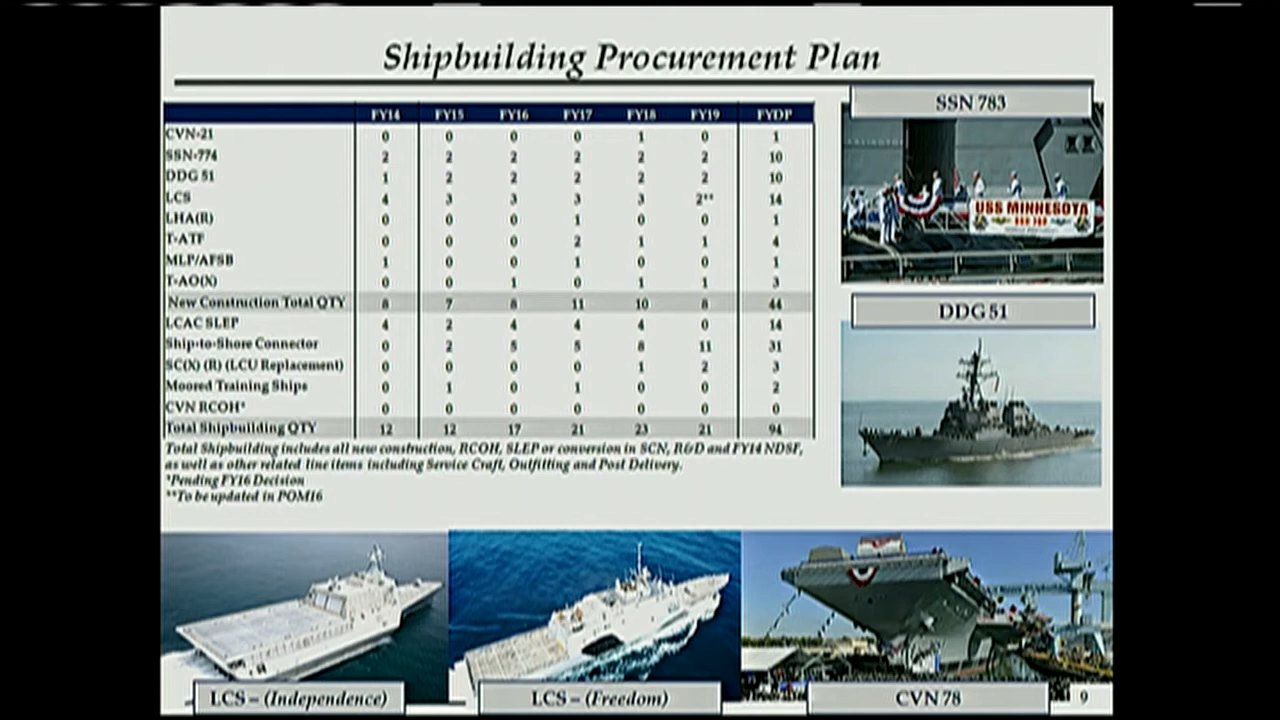 Shipbuilding Procurement Plan
FY14 FY15 FY16 FY17 FY18 FY19 FYDP
CVN-21 0 0 0 0 1 0 1
SSN-774 2 2 2 2 2 2 10
DDG 51 1 2 2 2 2 2 10
LCS 4 3 3 3 3 2** 14
LHA(R) 0 0 0 1 0 0 1
T-ATF 0 0 0 2 1 1 4
MLP/AFSB 1 0 0 1 0 0 1
T-AO(X) 0 0 1 0 1 1 3
New Construction Total QTY 8 7 8 11 10 8 44
LCAC SLEP 4 2 4 4 4 0 14
Ship-to-Shore Connector 0 2 5 5 8 11 31
SC(X) (R) (LCU Replacement) 0 0 0 0 1 2 3
Moored Training Ships 0 1 0 1 0 0 2
CVN RCOH* 0 0 0 0 0 0 0
Total Shipbuilding QTY 12 12 17 21 23 21 94
Total Shipbuilding includes all new construction, RCOH, SLEP or conversion in SCN, R&D and FY14 NDSF,
as well as other related line items including Service Craft, Outfitting and Post Delivery.
*Pending FY16 Decision
**To be updated in POM16
SSN 783
USS MINNESOTA
SSN 783
DDG 51
LCS – (Independence)
LCS – (Freedom)
CVN 78
9